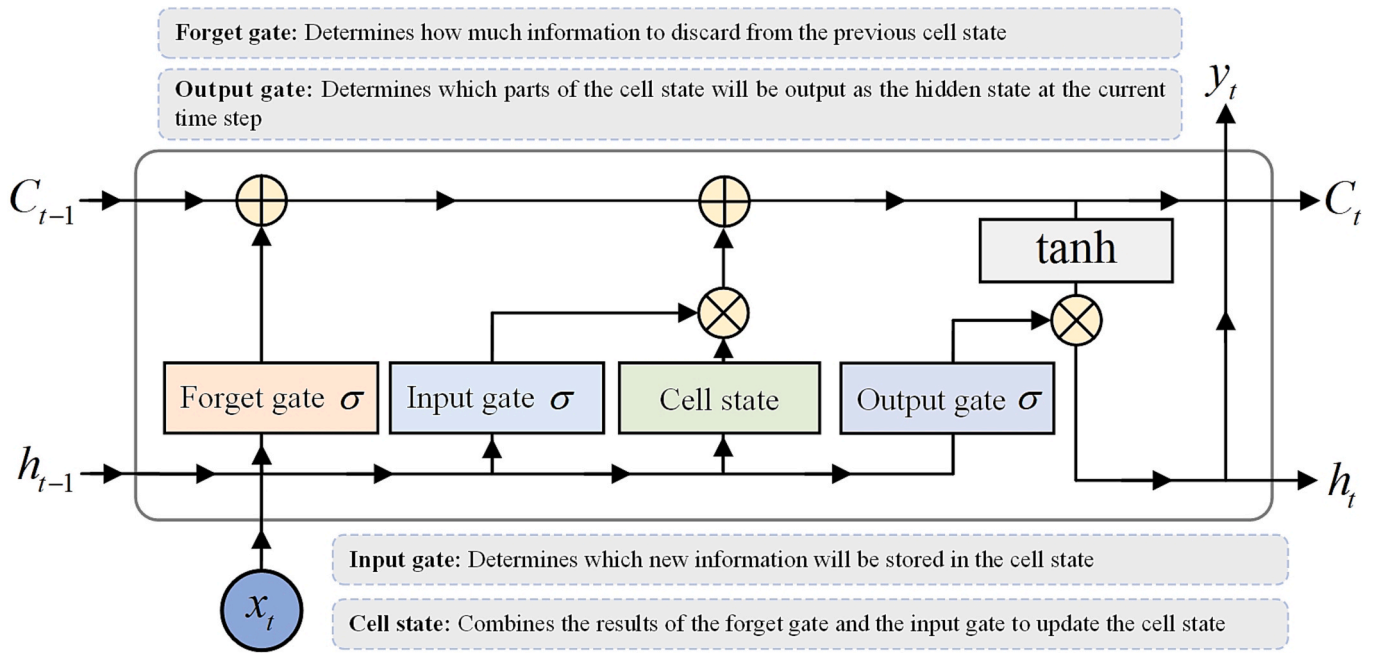 Forget gate: Determines how much information to discard from the previous cell state
Output gate: Determines which parts of the cell state will be output as the hidden state at the current
time step
y_t
C_{t-1}
C_t
tanh
Forget gate σ
Input gate σ
Cell state
Output gate σ
h_{t-1}
h_t
Input gate: Determines which new information will be stored in the cell state
x_t
Cell state: Combines the results of the forget gate and the input gate to update the cell state